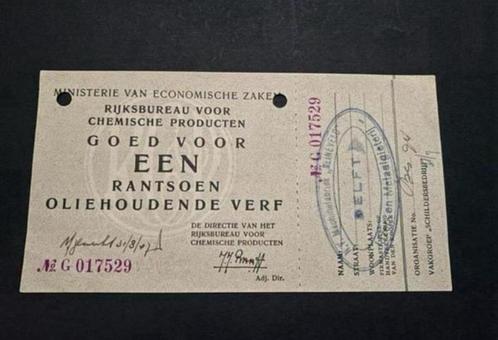 MINISTERIE VAN ECONOMISCHE ZAKEN
RIJKSBUREAU VOOR
CHEMISCHE PRODUCTEN
GOED VOOR
EEN
RANTSOEN
OLIEHOUDENDE VERF
DE DIRECTIE VAN HET
RIJKSBUREAU VOOR
CHEMISCHE PRODUCTEN
Adj. Dir.
№ G 017529
№ G 017529
DELFT
NAAM
STRAAT
WOONPLAATS
ORGANISATIE No.
VAKGROEP „SCHILDERSBEDRIJF"